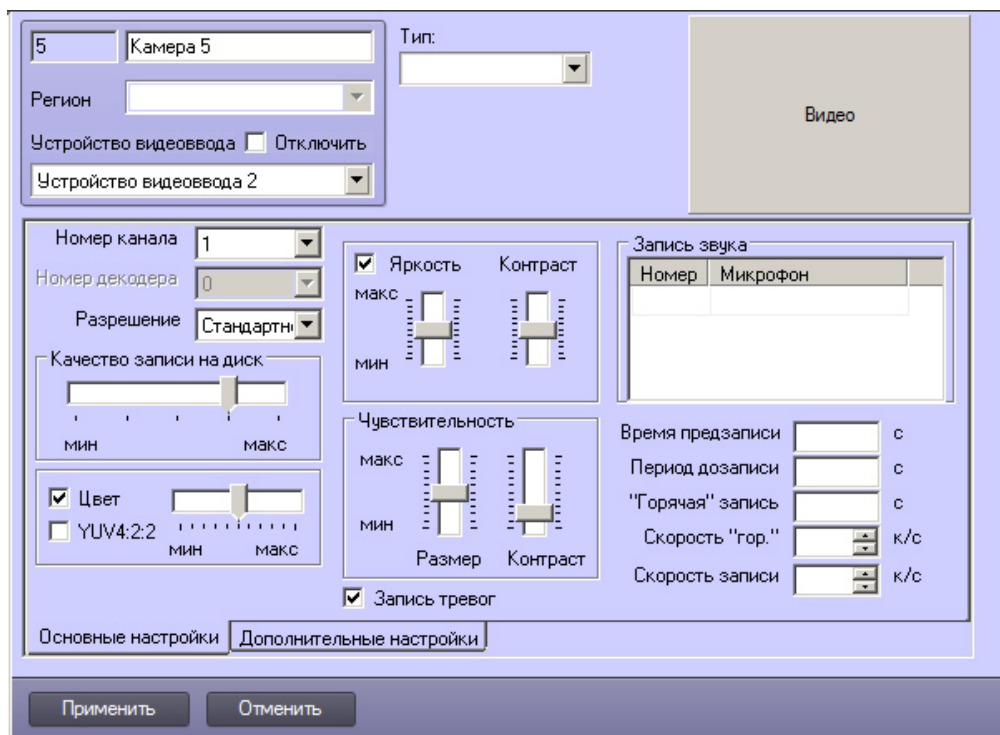 5 Камера 5
Тип:
Регион
Видео
Устройство видеоввода Отключить
Устройство видеоввода 2
Номер канала 1
Номер декодера 0
Разрешение Стандартн
Качество записи на диск
мин макс
Цвет
YUV4:2:2
мин макс
Яркость Контраст
макс
мин
Чувствительность
макс
мин
Размер Контраст
Запись тревог
Запись звука
Номер Микрофон
Время предзаписи с
Период дозаписи с
"Горячая" запись с
Скорость "гор." к/с
Скорость записи к/с
Основные настройки Дополнительные настройки
Применить Отменить